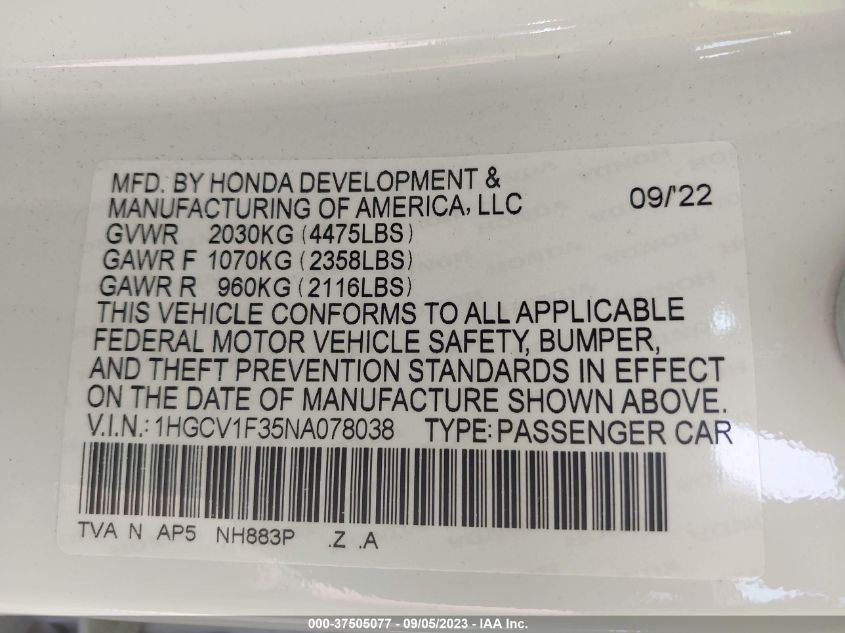 MFD. BY HONDA DEVELOPMENT &
MANUFACTURING OF AMERICA, LLC 09/'22
GVWR 2030KG (4475LBS)
GAWR F 1070KG (2358LBS)
GAWR R 960KG (2116LBS)
THIS VEHICLE CONFORMS TO ALL APPLICABLE
FEDERAL MOTOR VEHICLE SAFETY, BUMPER,
AND THEFT PREVENTION STANDARDS IN EFFECT
ON THE DATE OF MANUFACTURE SHOWN ABOVE.
V.I.N.: 1HGCV1F35NA078038 TYPE: PASSENGER CAR
TVA N AP5 NH883P .Z .A
000-37505077 - 09/05/2023 - IAA Inc.